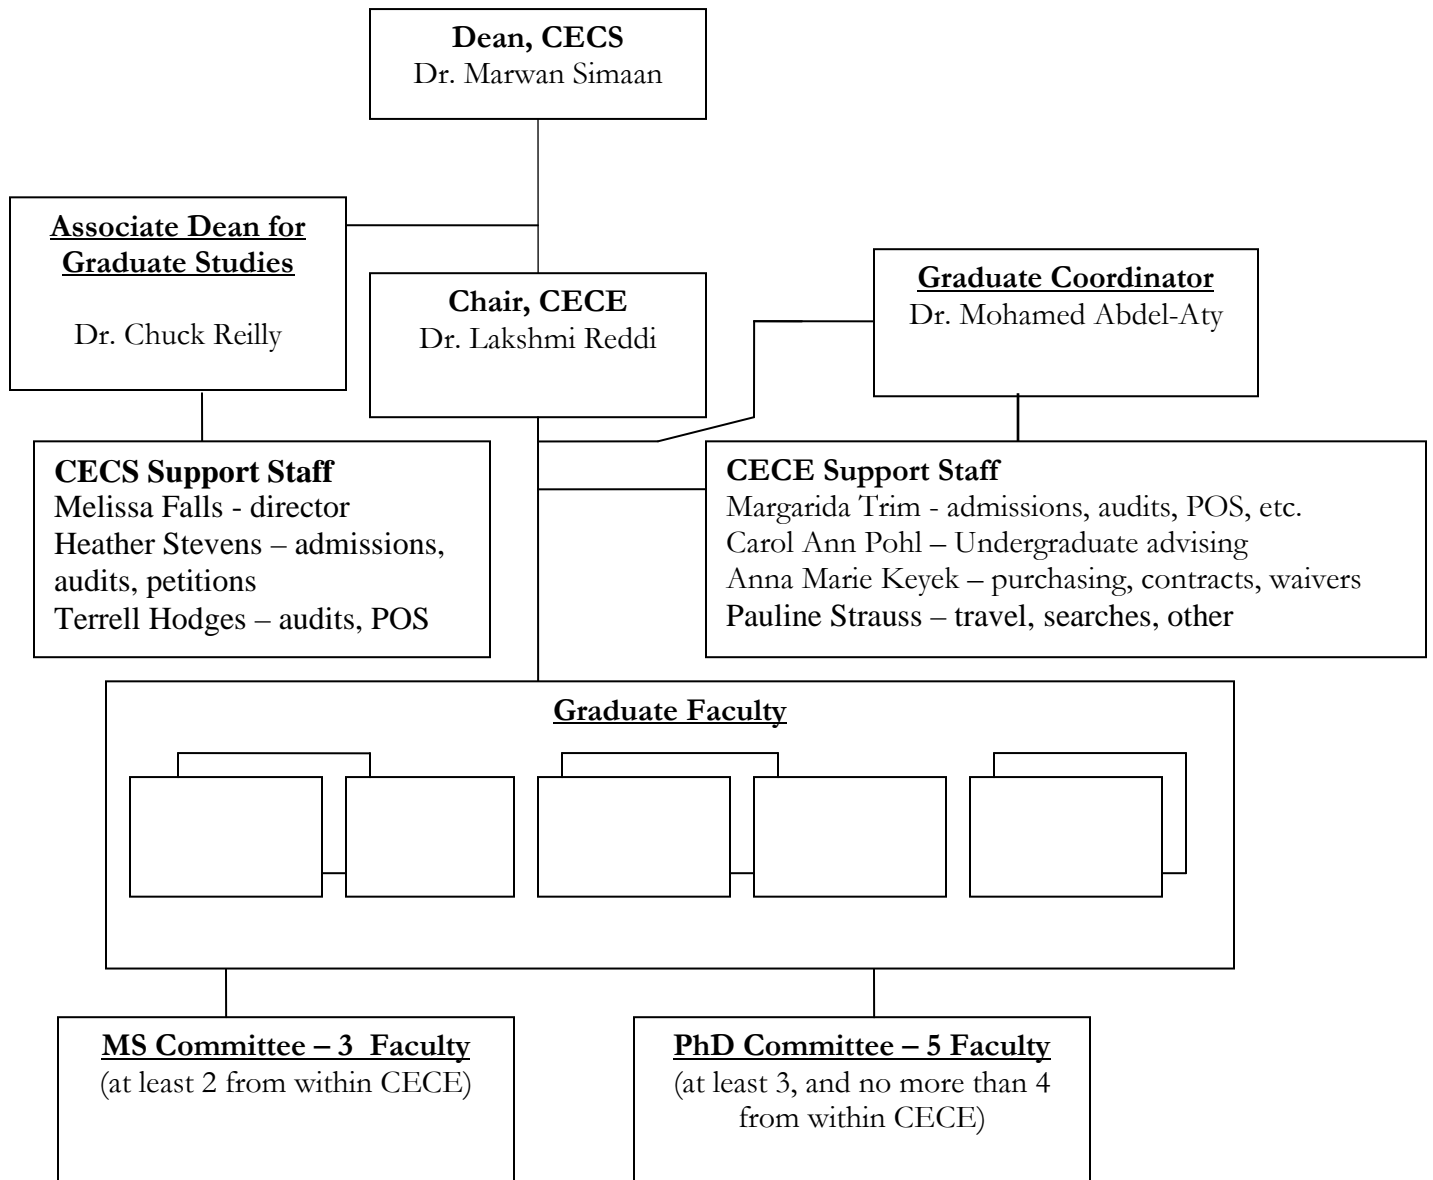 Dean, CECS
Dr. Marwan Simaan
Associate Dean for
Graduate Studies
Dr. Chuck Reilly
Chair, CECE
Dr. Lakshmi Reddi
Graduate Coordinator
Dr. Mohamed Abdel-Aty
CECS Support Staff
Melissa Falls - director
Heather Stevens – admissions,
audits, petitions
Terrell Hodges – audits, POS
CECE Support Staff
Margarida Trim - admissions, audits, POS, etc.
Carol Ann Pohl – Undergraduate advising
Anna Marie Keyek – purchasing, contracts, waivers
Pauline Strauss – travel, searches, other
Graduate Faculty
MS Committee – 3  Faculty
(at least 2 from within CECE)
PhD Committee – 5 Faculty
(at least 3, and no more than 4
from within CECE)